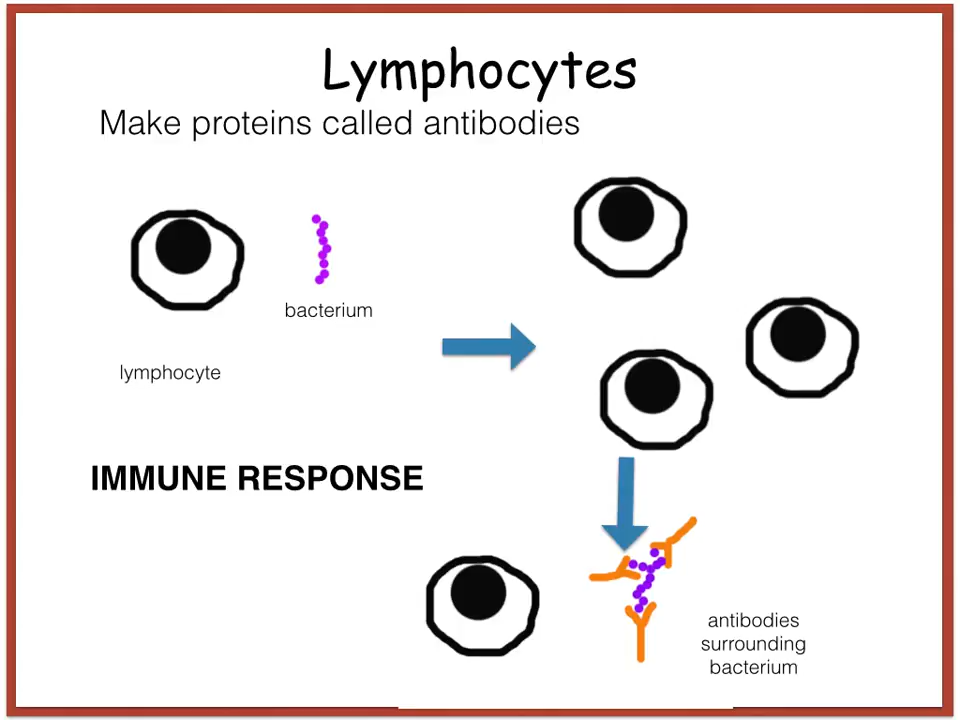 Lymphocytes
Make proteins called antibodies
bacterium
lymphocyte
IMMUNE RESPONSE
antibodies
surrounding
bacterium